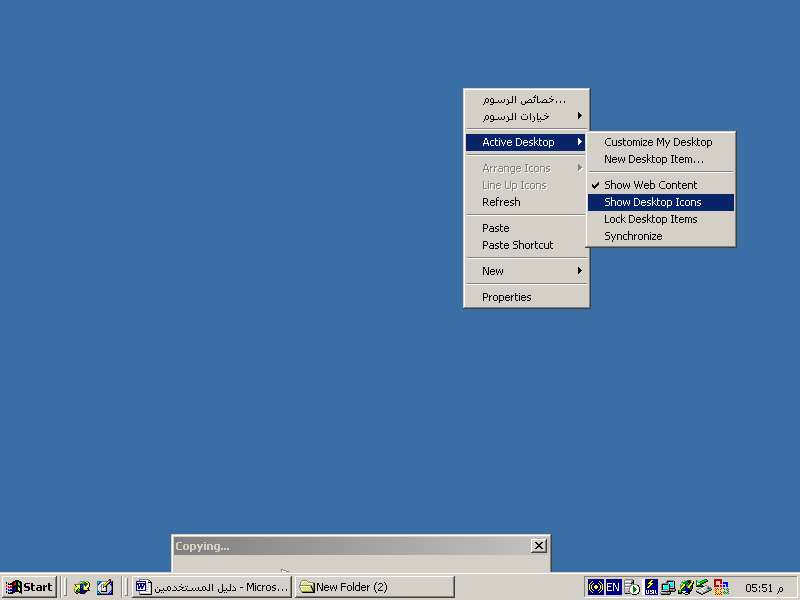 خصائص الرسوم...
خيارات الرسوم
Active Desktop
Arrange Icons
Line Up Icons
Refresh
Paste
Paste Shortcut
New
Properties
Customize My Desktop
New Desktop Item...
Show Web Content
Show Desktop Icons
Lock Desktop Items
Synchronize
Copying...
Start
دليل المستخدمين - Micros...
New Folder (2)
EN
05:51 م